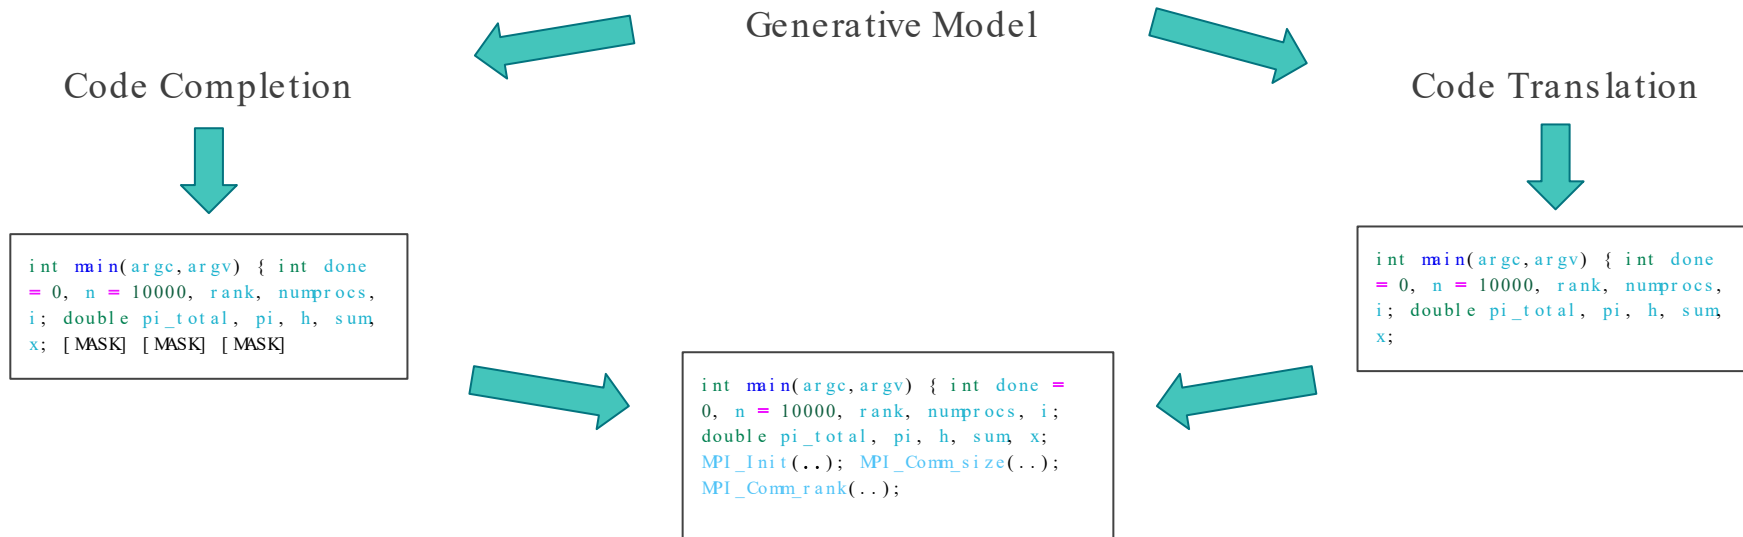 Generative Model
Code Completion
Code Translation
int main(argc,argv) { int done
= 0, n = 10000, rank, numprocs,
i; double pi_total, pi, h, sum,
x; [MASK] [MASK] [MASK]
int main(argc,argv) { int done
= 0, n = 10000, rank, numprocs,
i; double pi_total, pi, h, sum,
x;
int main(argc,argv) { int done =
0, n = 10000, rank, numprocs, i;
double pi_total, pi, h, sum, x;
MPI_Init(..); MPI_Comm_size(..);
MPI_Comm_rank(..);